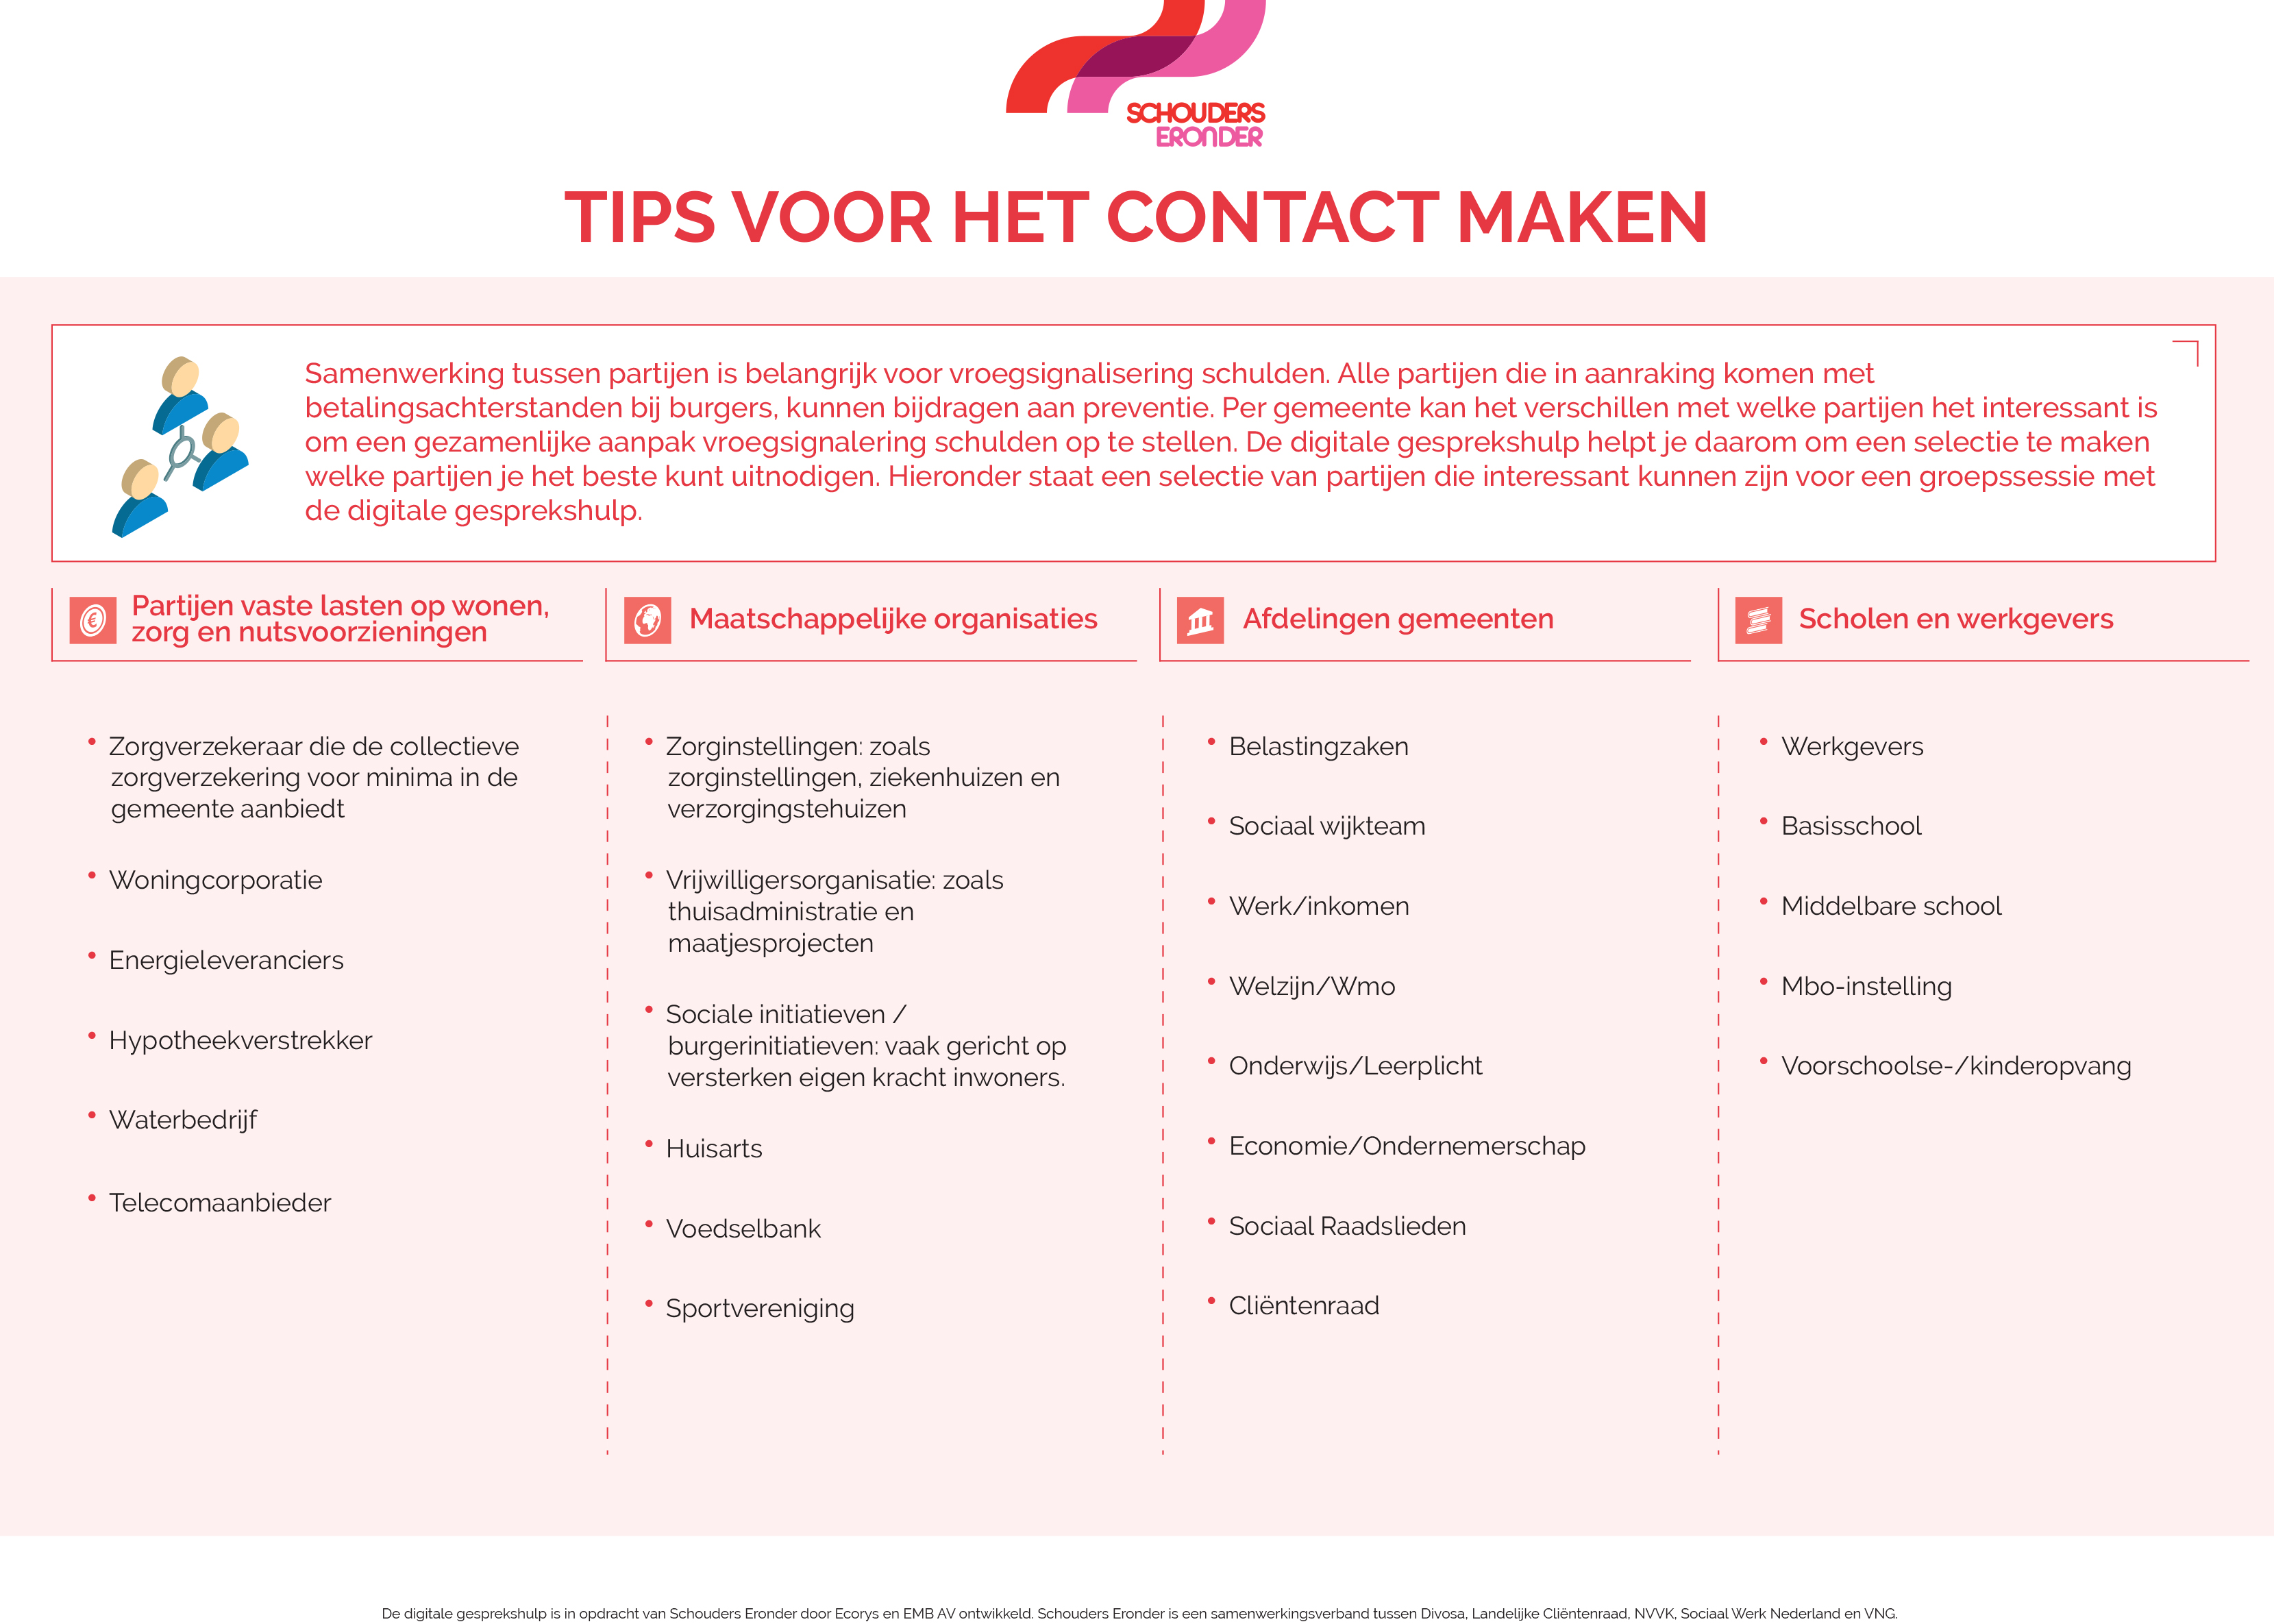 SCHOUDERS
ERONDER
TIPS VOOR HET CONTACT MAKEN
Samenwerking tussen partijen is belangrijk voor vroegsignalisering schulden. Alle partijen die in aanraking komen met
betalingsachterstanden bij burgers, kunnen bijdragen aan preventie. Per gemeente kan het verschillen met welke partijen het interessant is
om een gezamenlijke aanpak vroegsignalering schulden op te stellen. De digitale gesprekshulp helpt je daarom om een selectie te maken
welke partijen je het beste kunt uitnodigen. Hieronder staat een selectie van partijen die interessant kunnen zijn voor een groepssessie met
de digitale gesprekshulp.
Partijen vaste lasten op wonen,
zorg en nutsvoorzieningen
• Zorgverzekeraar die de collectieve
zorgverzekering voor minima in de
gemeente aanbiedt
• Woningcorporatie
• Energieleveranciers
• Hypotheekverstrekker
• Waterbedrijf
• Telecomaanbieder
Maatschappelijke organisaties
• Zorginstellingen: zoals
zorginstellingen, ziekenhuizen en
verzorgingstehuizen
• Vrijwilligersorganisatie: zoals
thuisadministratie en
maatjesprojecten
• Sociale initiatieven /
burgerinitiatieven: vaak gericht op
versterken eigen kracht inwoners.
• Huisarts
• Voedselbank
• Sportvereniging
Afdelingen gemeenten
• Belastingzaken
• Sociaal wijkteam
• Werk/inkomen
• Welzijn/Wmo
• Onderwijs/Leerplicht
• Economie/Ondernemerschap
• Sociaal Raadslieden
• Cliëntenraad
Scholen en werkgevers
• Werkgevers
• Basisschool
• Middelbare school
• Mbo-instelling
• Voorschoolse-/kinderopvang
De digitale gesprekshulp is in opdracht van Schouders Eronder door Ecorys en EMB AV ontwikkeld. Schouders Eronder is een samenwerkingsverband tussen Divosa, Landelijke Cliëntenraad, NVVK, Sociaal Werk Nederland en VNG.